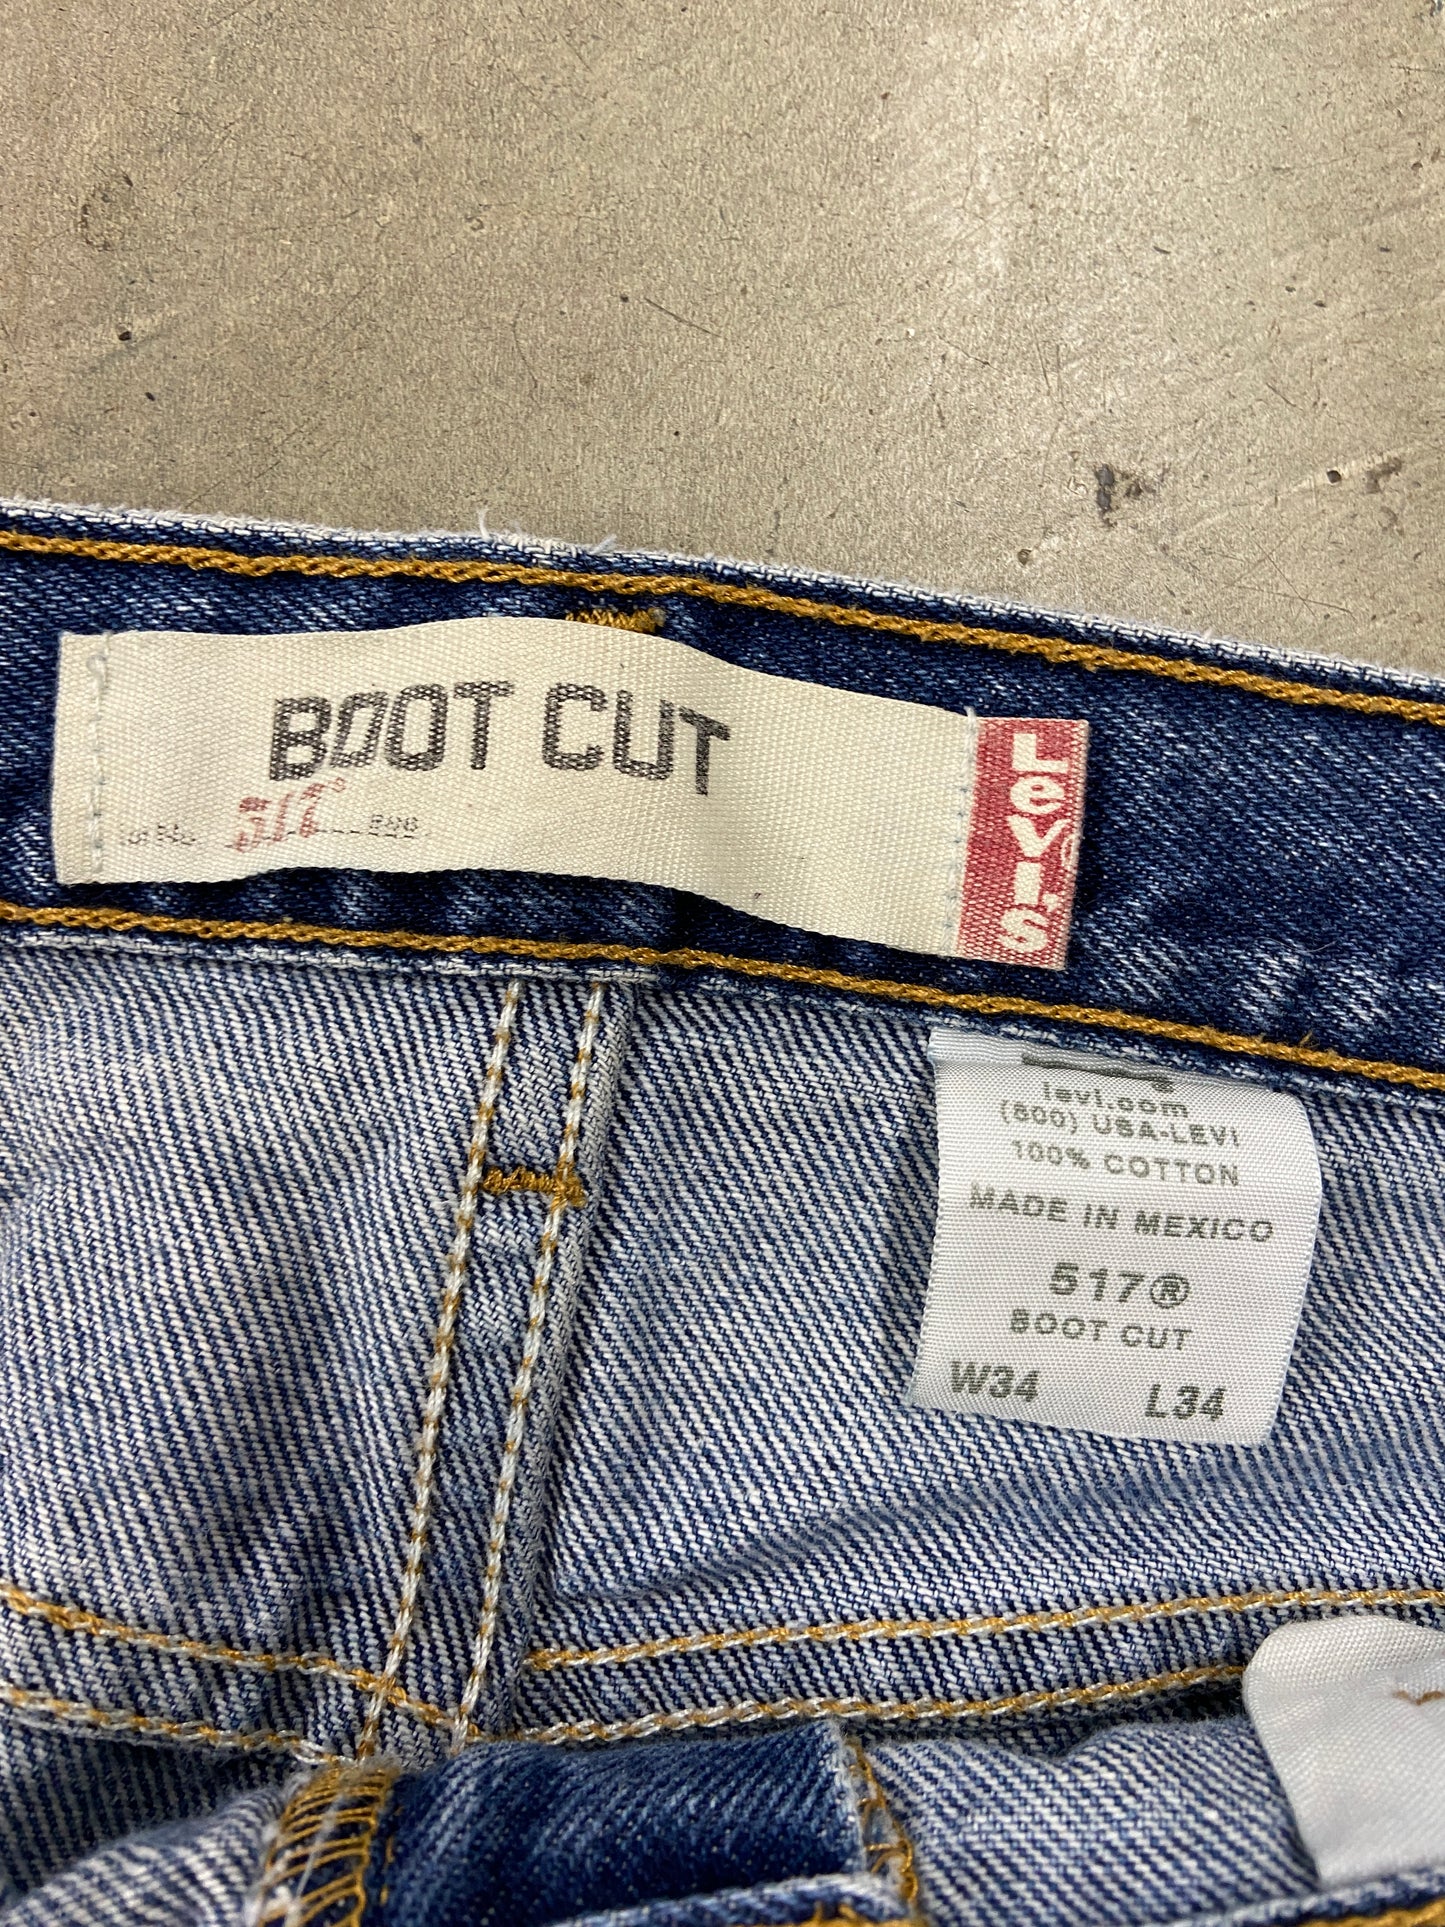 BOOT CUT
517
Levi's
levi.com
(800) USA-LEVI
100% COTTON
MADE IN MEXICO
517®
BOOT CUT
W34 L34